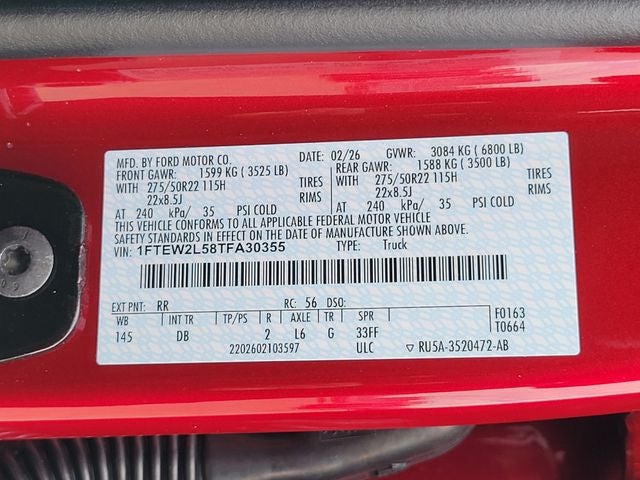 MFD. BY FORD MOTOR CO. DATE: 02/26 GVWR: 3084 KG ( 6800 LB)
FRONT GAWR: 1599 KG ( 3525 LB) REAR GAWR: 1588 KG ( 3500 LB)
WITH 275/50R22 115H TIRES WITH 275/50R22 115H TIRES
22x8.5J RIMS 22x8.5J RIMS
AT 240 kPa/ 35 PSI COLD AT 240 kPa/ 35 PSI COLD
THIS VEHICLE CONFORMS TO ALL APPLICABLE FEDERAL MOTOR VEHICLE
SAFETY STANDARDS IN EFFECT ON THE DATE OF MANUFACTURE SHOWN ABOVE.
VIN: 1FTEW2L58TFA30355 TYPE: Truck
EXT PNT: RR RC: 56 DSO: F0163
WB INT TR TP/PS R AXLE TR SPR T0664
145 DB 2 L6 G 33FF
2202602103597 ULC ▽ RU5A-3520472-AB